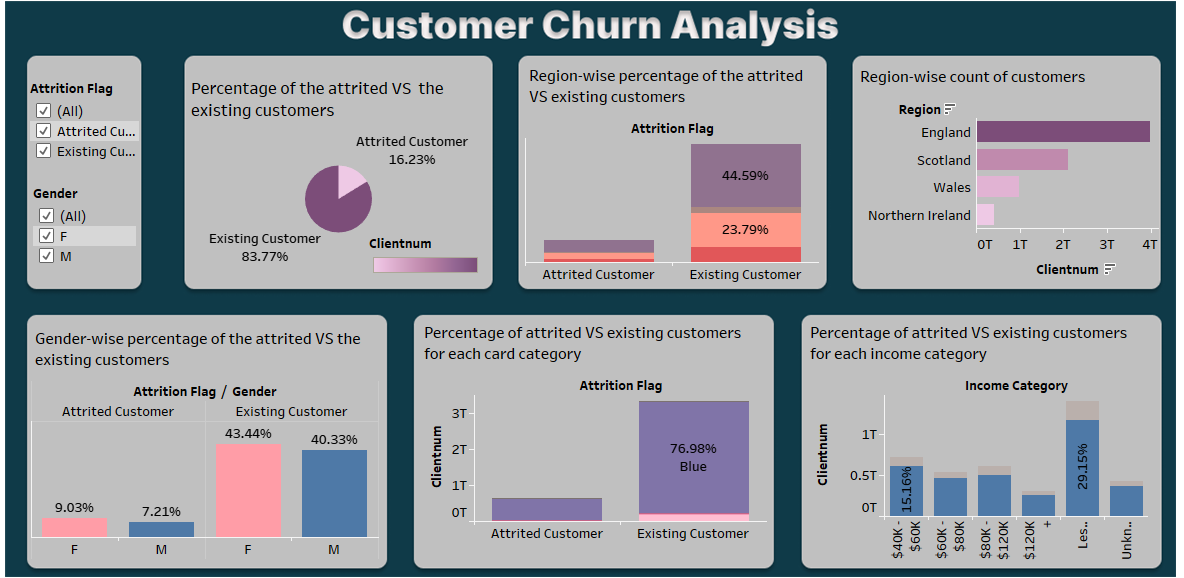 Customer Churn Analysis
Attrition Flag
(All)
Attrited Cu...
Existing Cu...
Gender
(All)
F
M
Percentage of the attrited VS the
existing customers
Attrited Customer
16.23%
Existing Customer
83.77%
Clientnum
Region-wise percentage of the attrited
VS existing customers
Attrition Flag
44.59%
23.79%
Attrited Customer
Existing Customer
Region-wise count of customers
Region
England
Scotland
Wales
Northern Ireland
0T 1T 2T 3T 4T
Clientnum
Gender-wise percentage of the attrited VS the
existing customers
Attrition Flag / Gender
Attrited Customer
Existing Customer
9.03%
7.21%
43.44%
40.33%
F M F M
Percentage of attrited VS existing customers
for each card category
Attrition Flag
Clientnum
3T
2T
1T
0T
76.98%
Blue
Attrited Customer
Existing Customer
Percentage of attrited VS existing customers
for each income category
Income Category
Clientnum
1T
0.5T
0T
15.16%
29.15%
$40K -
$60K
$60K -
$80K
$80K -
$120K
$120K
+
Les..
Unkn..